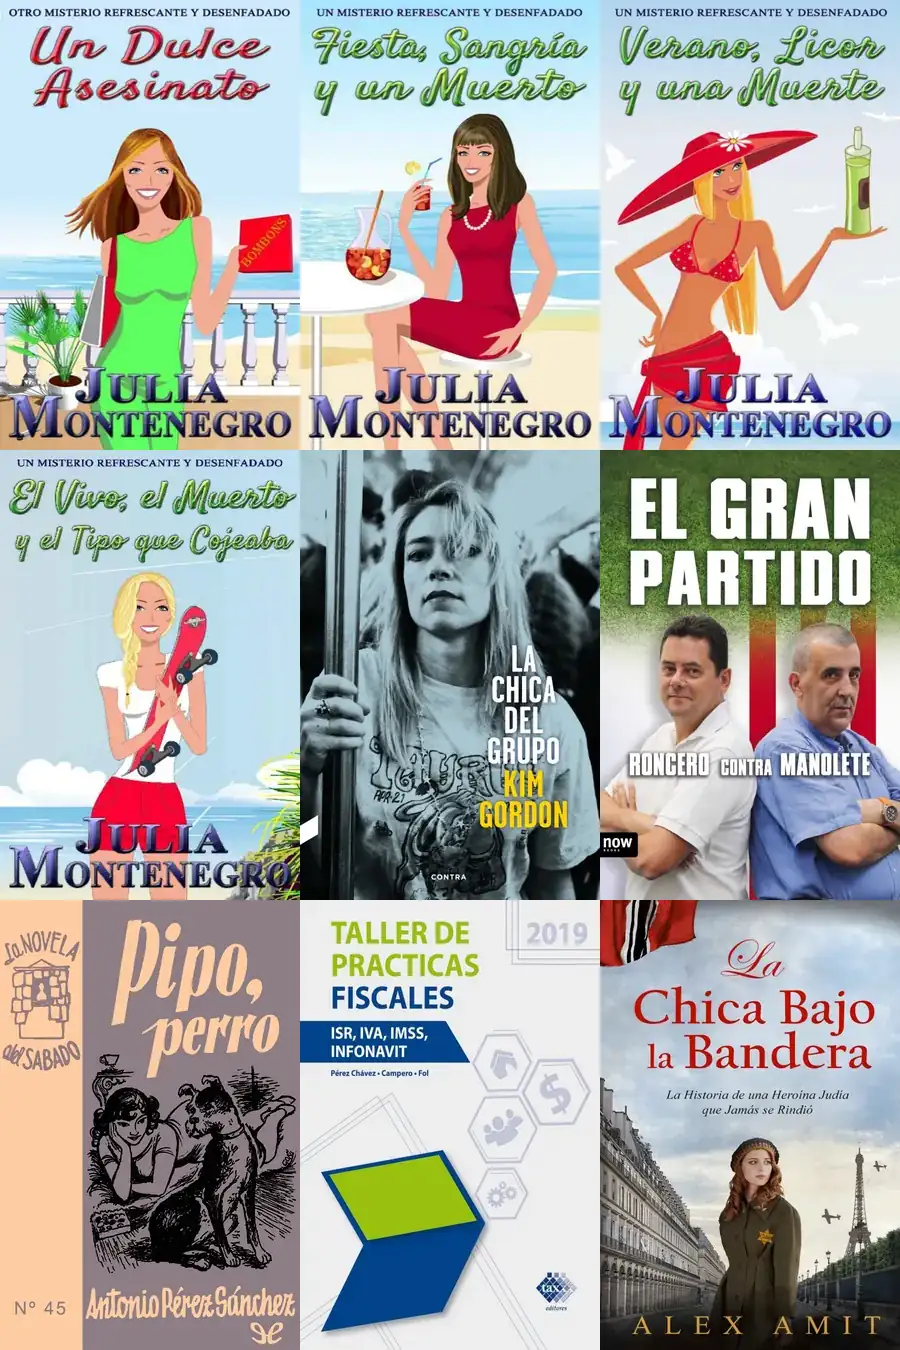 OTRO MISTERIO REFRESCANTE Y DESENFADADO
Un Dulce
Asesinato
BOMBONS
JULIA
MONTENEGRO
UN MISTERIO REFRESCANTE Y DESENFADADO
Fiesta, Sangría
y un Muerto
JULIA
MONTENEGRO
UN MISTERIO REFRESCANTE Y DESENFADADO
Verano, Licor
y una Muerte
JULIA
MONTENEGRO
UN MISTERIO REFRESCANTE Y DESENFADADO
El Vivo, el Muerto
y el Tipo que Cojeaba
JULIA
MONTENEGRO
LA
CHICA
DEL
GRUPO
KIM
GORDON
CONTRA
EL GRAN
PARTIDO
RONCERO CONTRA MANOLETE
now
BOOKS
La NOVELA
del SABADO
Nº 45
Pipo,
perro
Antonio Pérez Sánchez
2019
TALLER DE
PRACTICAS
FISCALES
ISR, IVA, IMSS,
INFONAVIT
Pérez Chávez • Campero • Fol
$
tax
editores
La
Chica Bajo
la Bandera
La Historia de una Heroína Judía
que Jamás se Rindió
ALEX AMIT